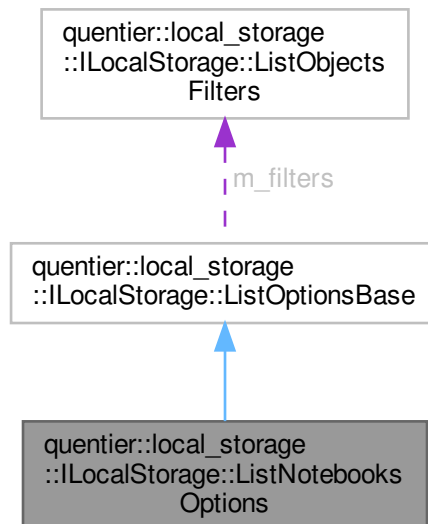 quentier::local_storage
::ILocalStorage::ListObjects
Filters
m_filters
quentier::local_storage
::ILocalStorage::ListOptionsBase
quentier::local_storage
::ILocalStorage::ListNotebooks
Options